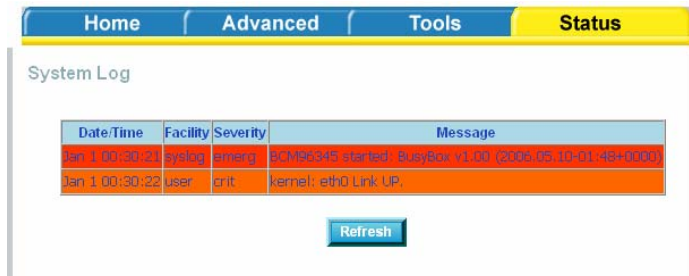 Home Advanced Tools Status
System Log
Date/Time Facility Severity Message
Jan 1 00:30:21 syslog emerg BCM96345 started: BusyBox v1.00 (2006.05.10-01:48+0000)
Jan 1 00:30:22 user crit kernel: eth0 Link UP.
Refresh